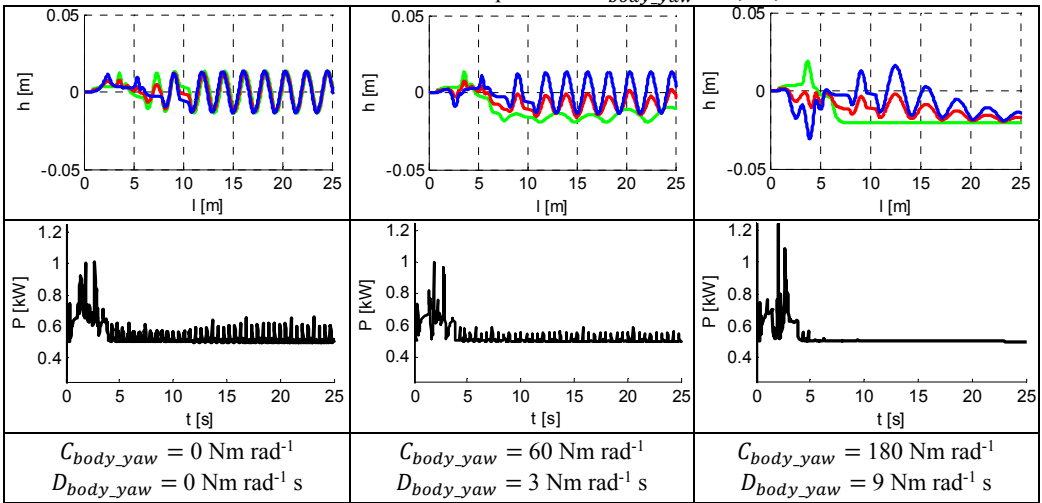 body_yaw
0.05 0.05 0.05
h [m] h [m] h [m]
0 0 0
-0.05 -0.05 -0.05
0 5 10 15 20 25 0 5 10 15 20 25 0 5 10 15 20 25
l [m] l [m] l [m]
1.2 1.2 1.2
1 1 1
P [kW] P [kW] P [kW]
0.8 0.8 0.8
0.6 0.6 0.6
0.4 0.4 0.4
0 5 10 15 20 25 0 5 10 15 20 25 0 5 10 15 20 25
t [s] t [s] t [s]
C_body_yaw = 0 Nm rad⁻¹ C_body_yaw = 60 Nm rad⁻¹ C_body_yaw = 180 Nm rad⁻¹
D_body_yaw = 0 Nm rad⁻¹ s D_body_yaw = 3 Nm rad⁻¹ s D_body_yaw = 9 Nm rad⁻¹ s